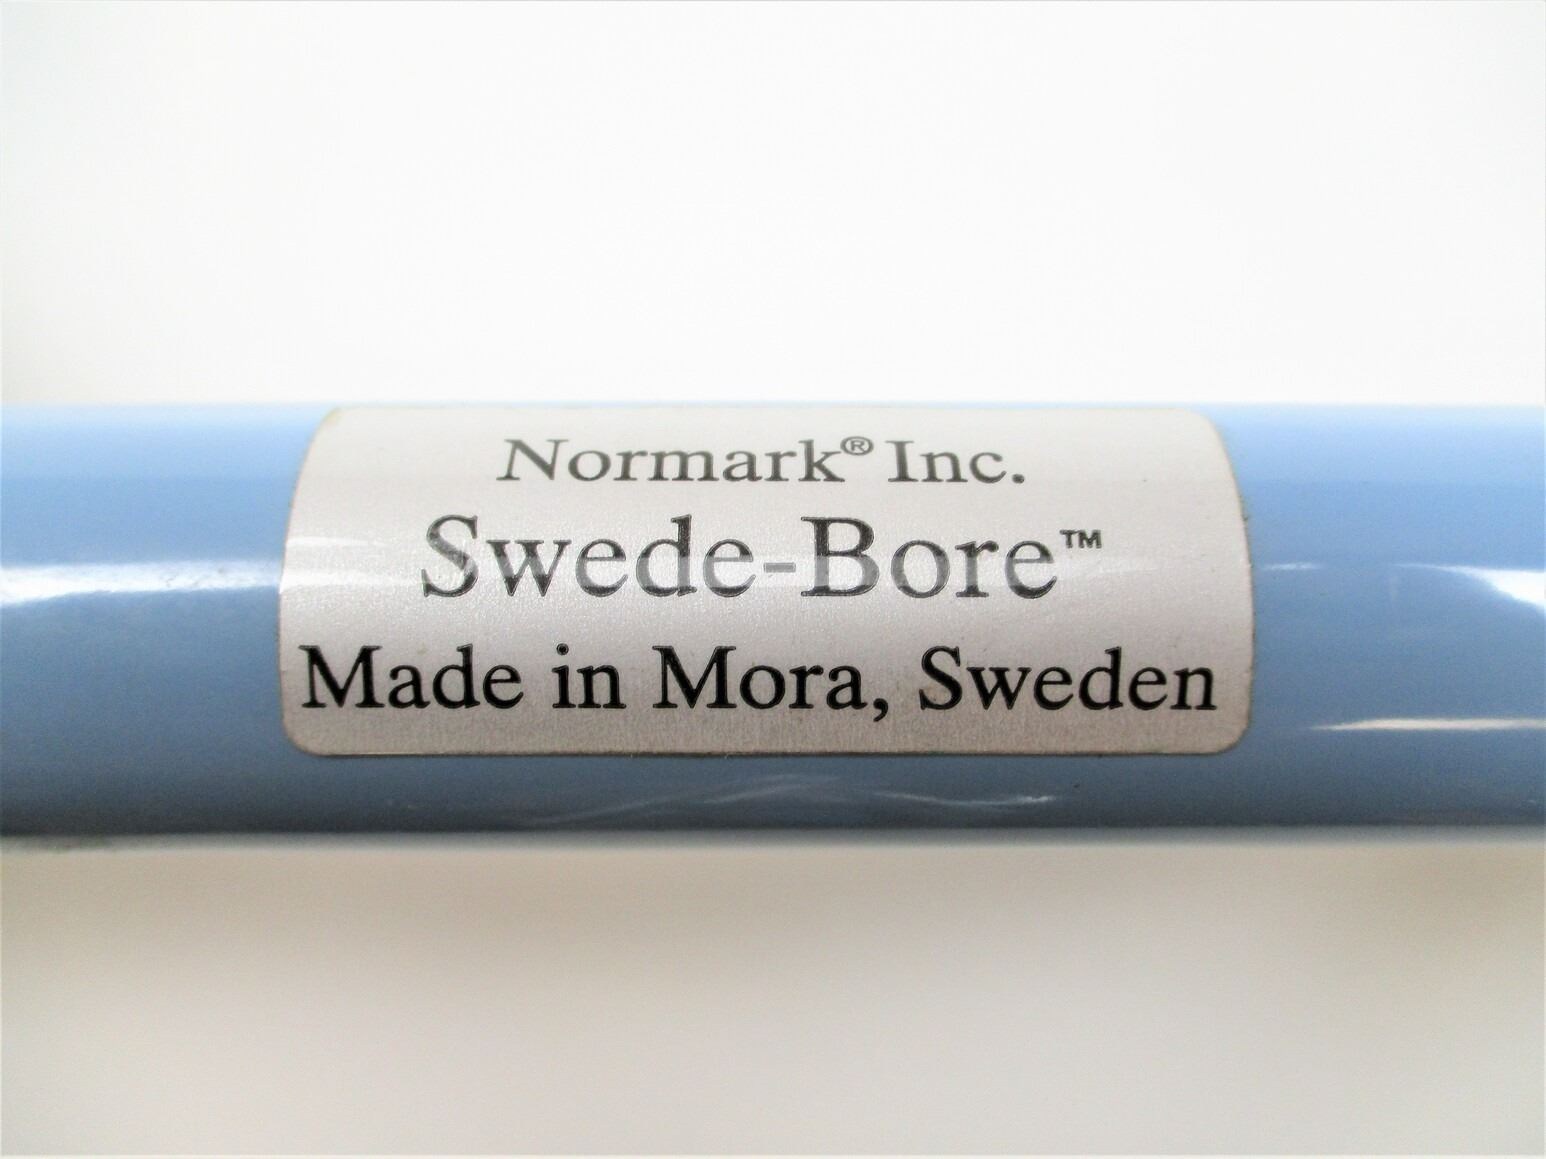 Normark® Inc.
Swede-Bore™
Made in Mora, Sweden